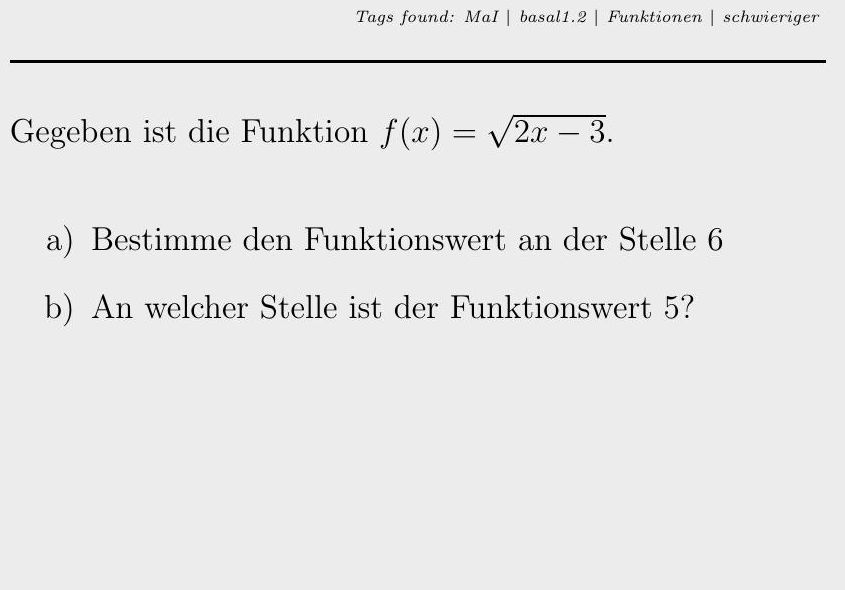 Tags found: MaI | basal1.2 | Funktionen | schwieriger
Gegeben ist die Funktion f(x) = √(2x − 3).
a) Bestimme den Funktionswert an der Stelle 6
b) An welcher Stelle ist der Funktionswert 5?